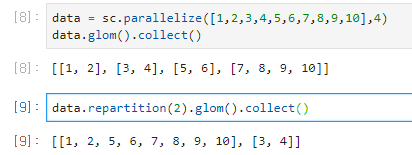 [8]: data = sc.parallelize([1,2,3,4,5,6,7,8,9,10],4)
data.glom().collect()
[8]: [[1, 2], [3, 4], [5, 6], [7, 8, 9, 10]]
[9]: data.repartition(2).glom().collect()
[9]: [[1, 2, 5, 6, 7, 8, 9, 10], [3, 4]]